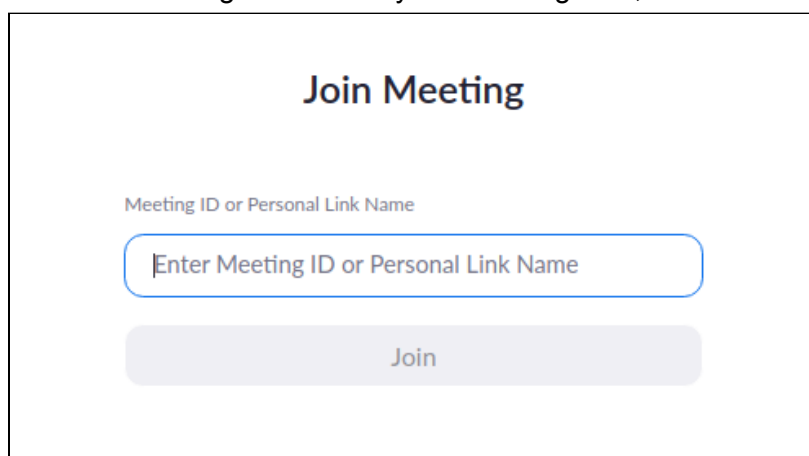 Join Meeting
Meeting ID or Personal Link Name
Enter Meeting ID or Personal Link Name
Join